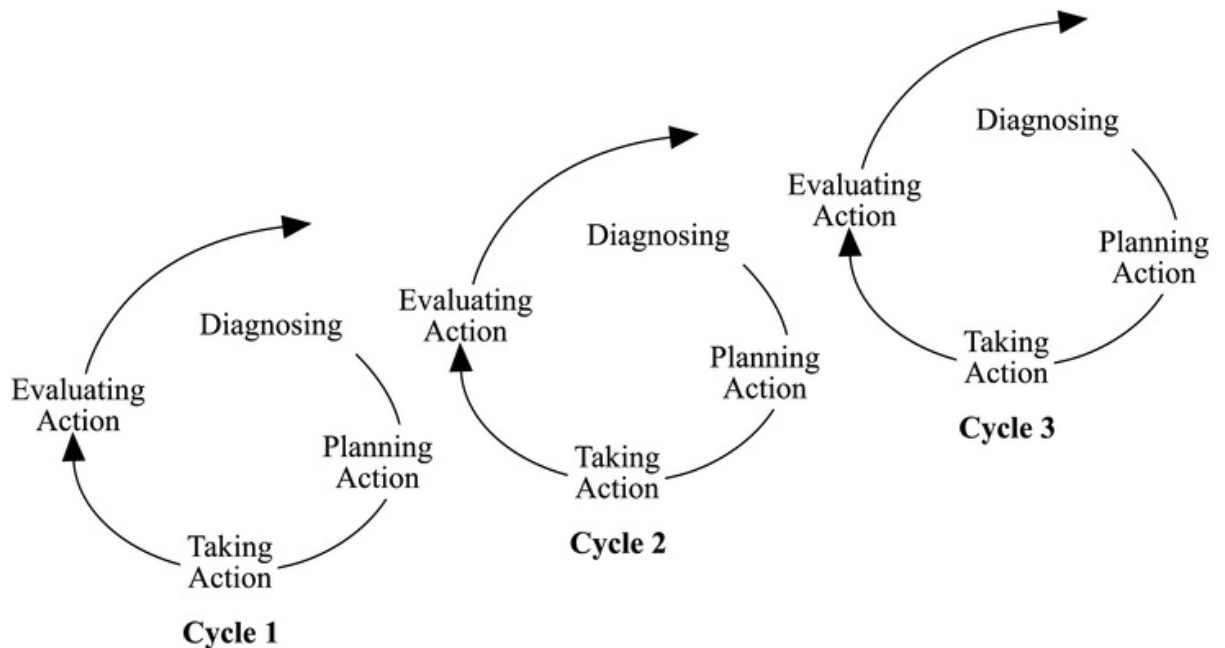 Diagnosing
Planning
Action
Taking
Action
Evaluating
Action
Cycle 1
Diagnosing
Planning
Action
Taking
Action
Evaluating
Action
Cycle 2
Diagnosing
Planning
Action
Taking
Action
Evaluating
Action
Cycle 3